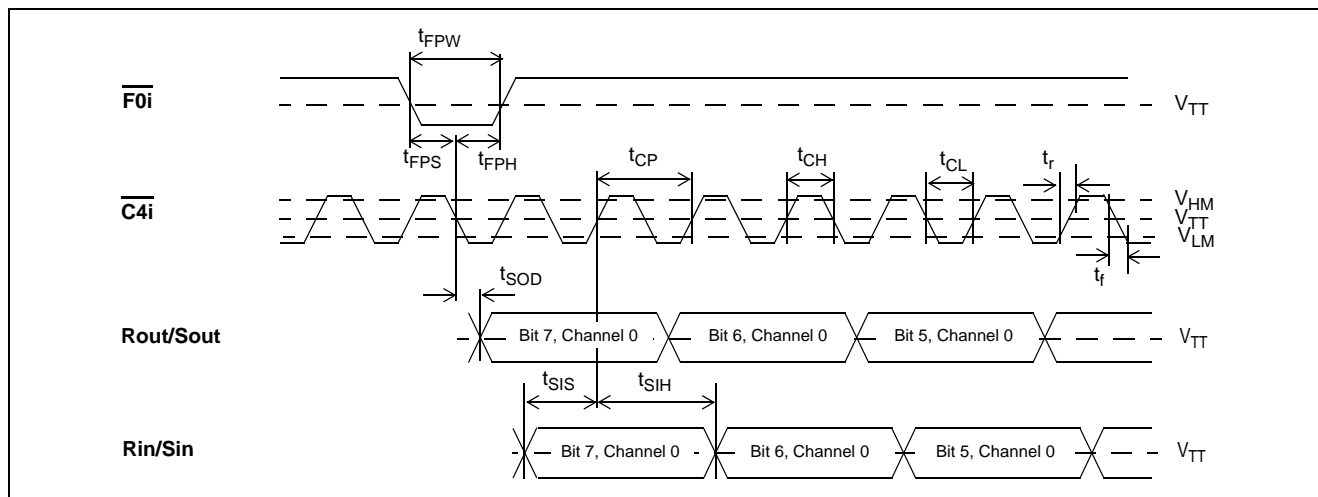 tFPW
F0i
VTT
tFPS
tFPH
tCP
tCH
tCL
tr
C4i
VHM
VTT
VLM
tf
tSOD
Rout/Sout
Bit 7, Channel 0
Bit 6, Channel 0
Bit 5, Channel 0
VTT
tSIS
tSIH
Rin/Sin
Bit 7, Channel 0
Bit 6, Channel 0
Bit 5, Channel 0
VTT